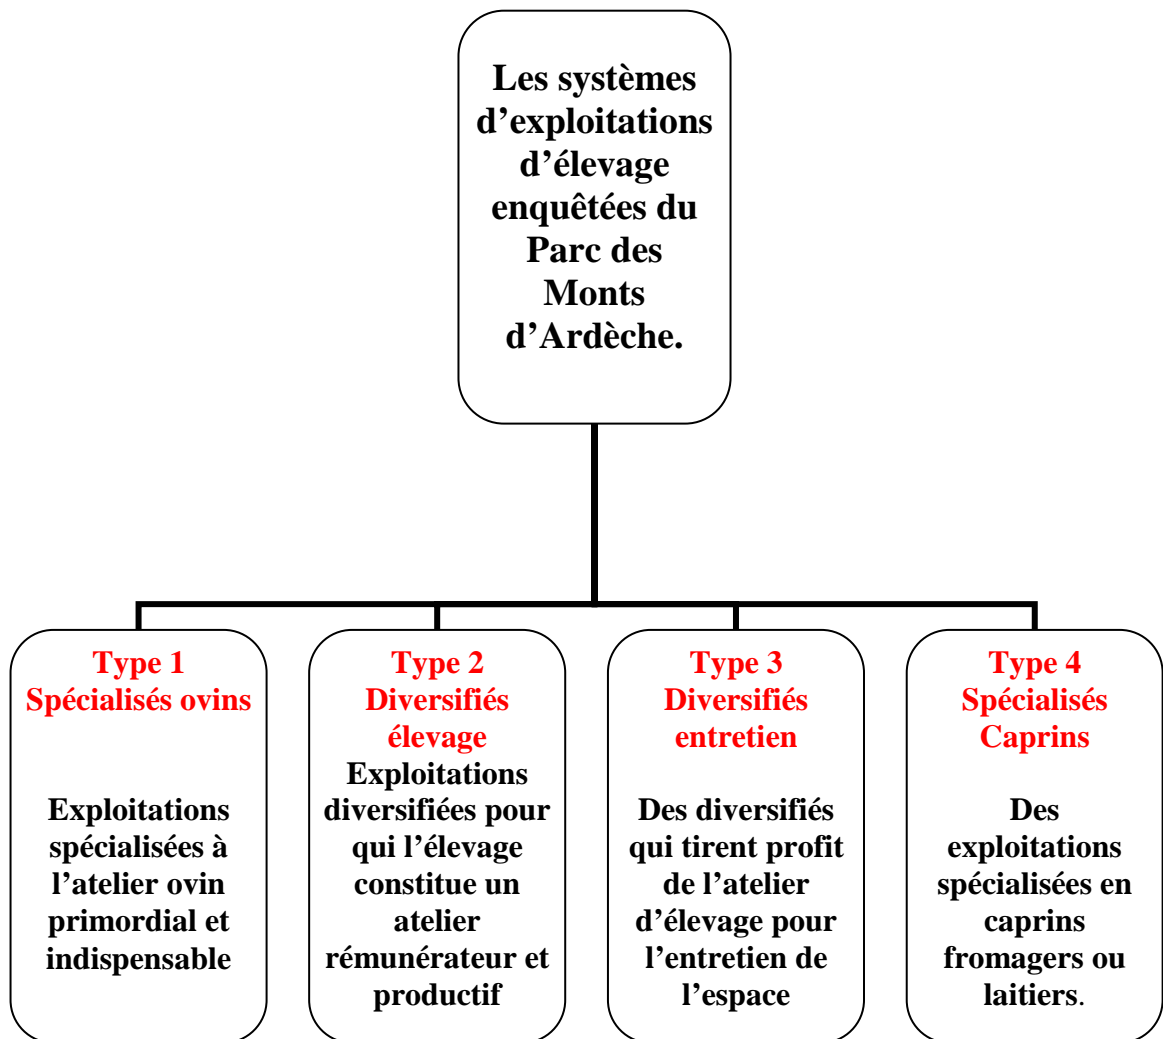 Les systèmes
d’exploitations
d’élevage
enquêtées du
Parc des
Monts
d’Ardèche.
Type 1
Spécialisés ovins
Exploitations
spécialisées à
l’atelier ovin
primordial et
indispensable
Type 2
Diversifiés
élevage
Exploitations
diversifiées pour
qui l’élevage
constitue un
atelier
rémunérateur et
productif
Type 3
Diversifiés
entretien
Des diversifiés
qui tirent profit
de l’atelier
d’élevage pour
l’entretien de
l’espace
Type 4
Spécialisés
Caprins
Des
exploitations
spécialisées en
caprins
fromagers ou
laitiers.